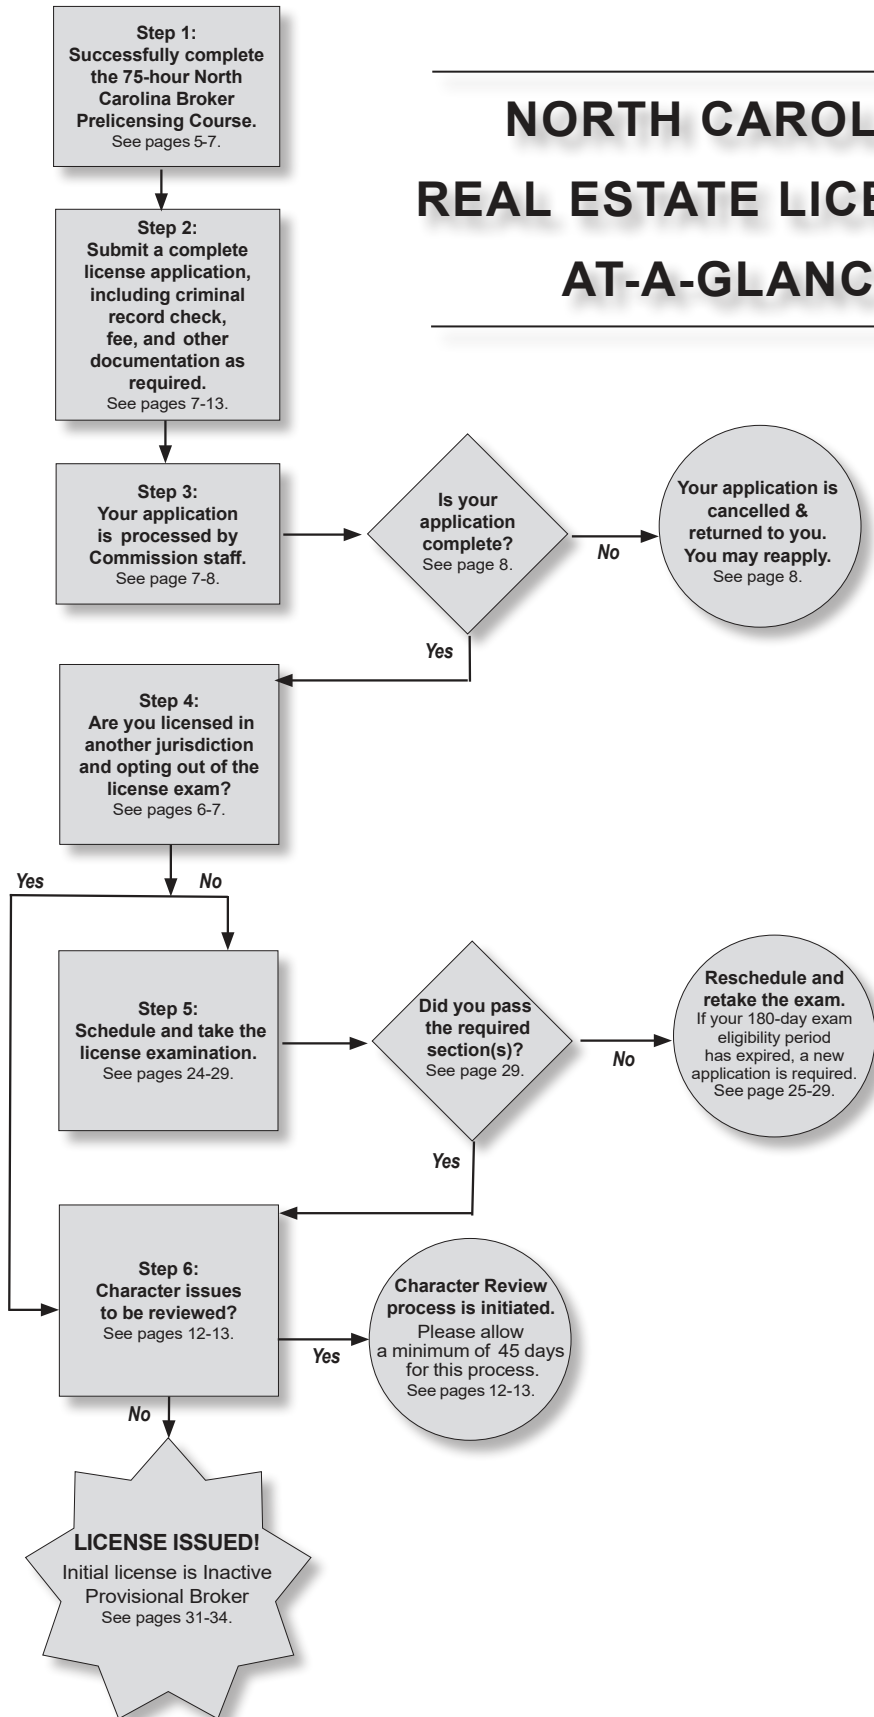 Step 1:
Successfully complete
the 75-hour North
Carolina Broker
Prelicensing Course.
See pages 5-7.
NORTH CAROL
REAL ESTATE LICE
AT-A-GLANC
Step 2:
Submit a complete
license application,
including criminal
record check,
fee, and other
documentation as
required.
See pages 7-13.
Step 3:
Your application
is processed by
Commission staff.
See page 7-8.
Is your
application
complete?
See page 8.
No
Your application is
cancelled &
returned to you.
You may reapply.
See page 8.
Yes
Step 4:
Are you licensed in
another jurisdiction
and opting out of the
license exam?
See pages 6-7.
Yes
No
Step 5:
Schedule and take the
license examination.
See pages 24-29.
Did you pass
the required
section(s)?
See page 29.
No
Reschedule and
retake the exam.
If your 180-day exam
eligibility period
has expired, a new
application is required.
See page 25-29.
Yes
Step 6:
Character issues
to be reviewed?
See pages 12-13.
Yes
Character Review
process is initiated.
Please allow
a minimum of 45 days
for this process.
See pages 12-13.
No
LICENSE ISSUED!
Initial license is Inactive
Provisional Broker
See pages 31-34.